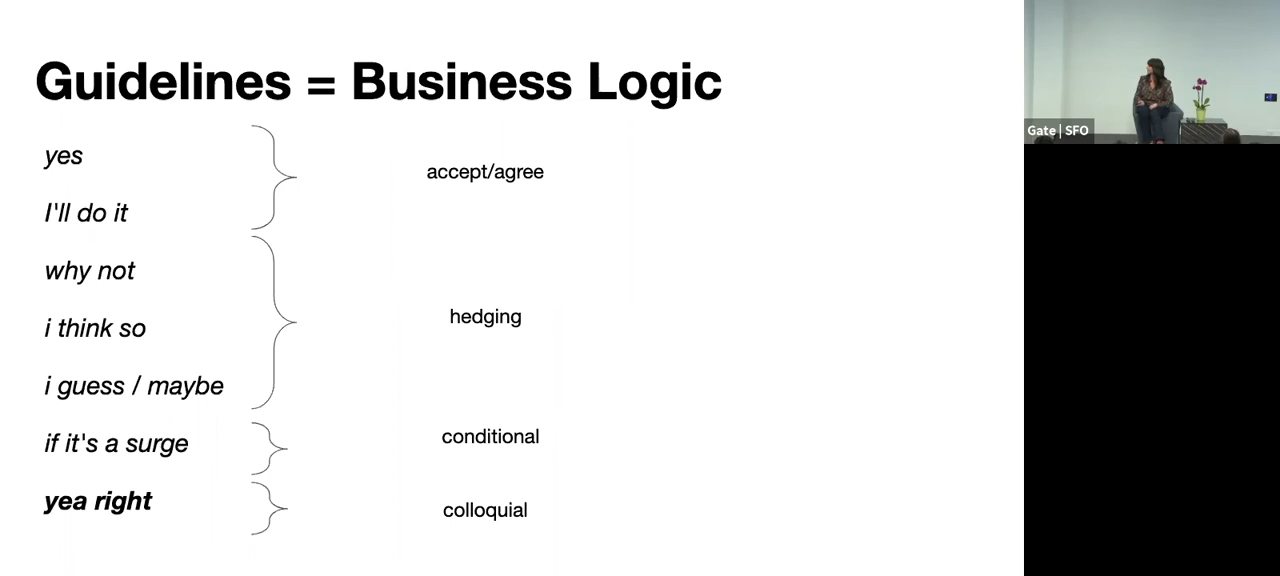 Guidelines = Business Logic
yes
I'll do it
accept/agree
why not
i think so
i guess / maybe
hedging
if it's a surge
conditional
yea right
colloquial
Gate | SFO